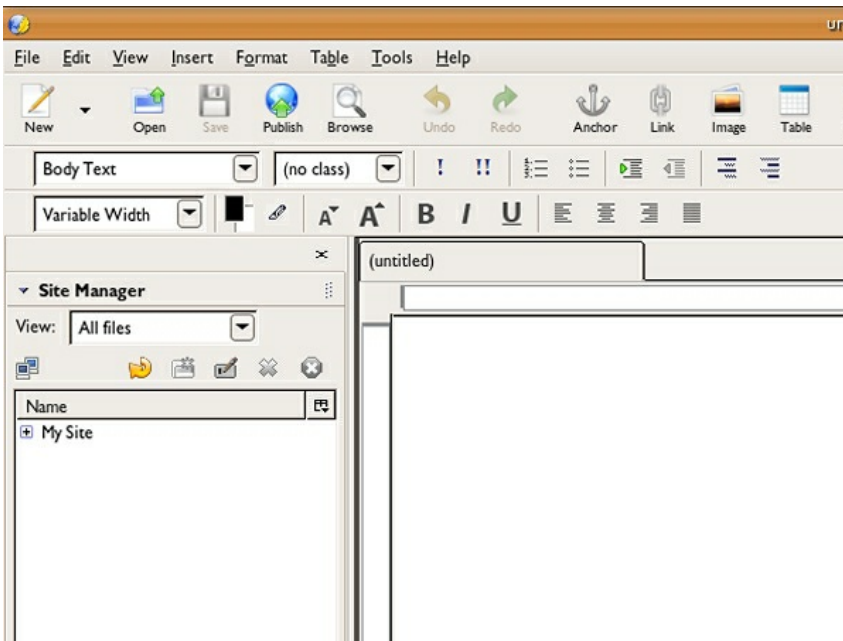 un
File Edit View Insert Format Table Tools Help
New Open Save Publish Browse Undo Redo Anchor Link Image Table
Body Text (no class) ! !!
Variable Width A A B I U
(untitled)
Site Manager
View: All files
Name
My Site